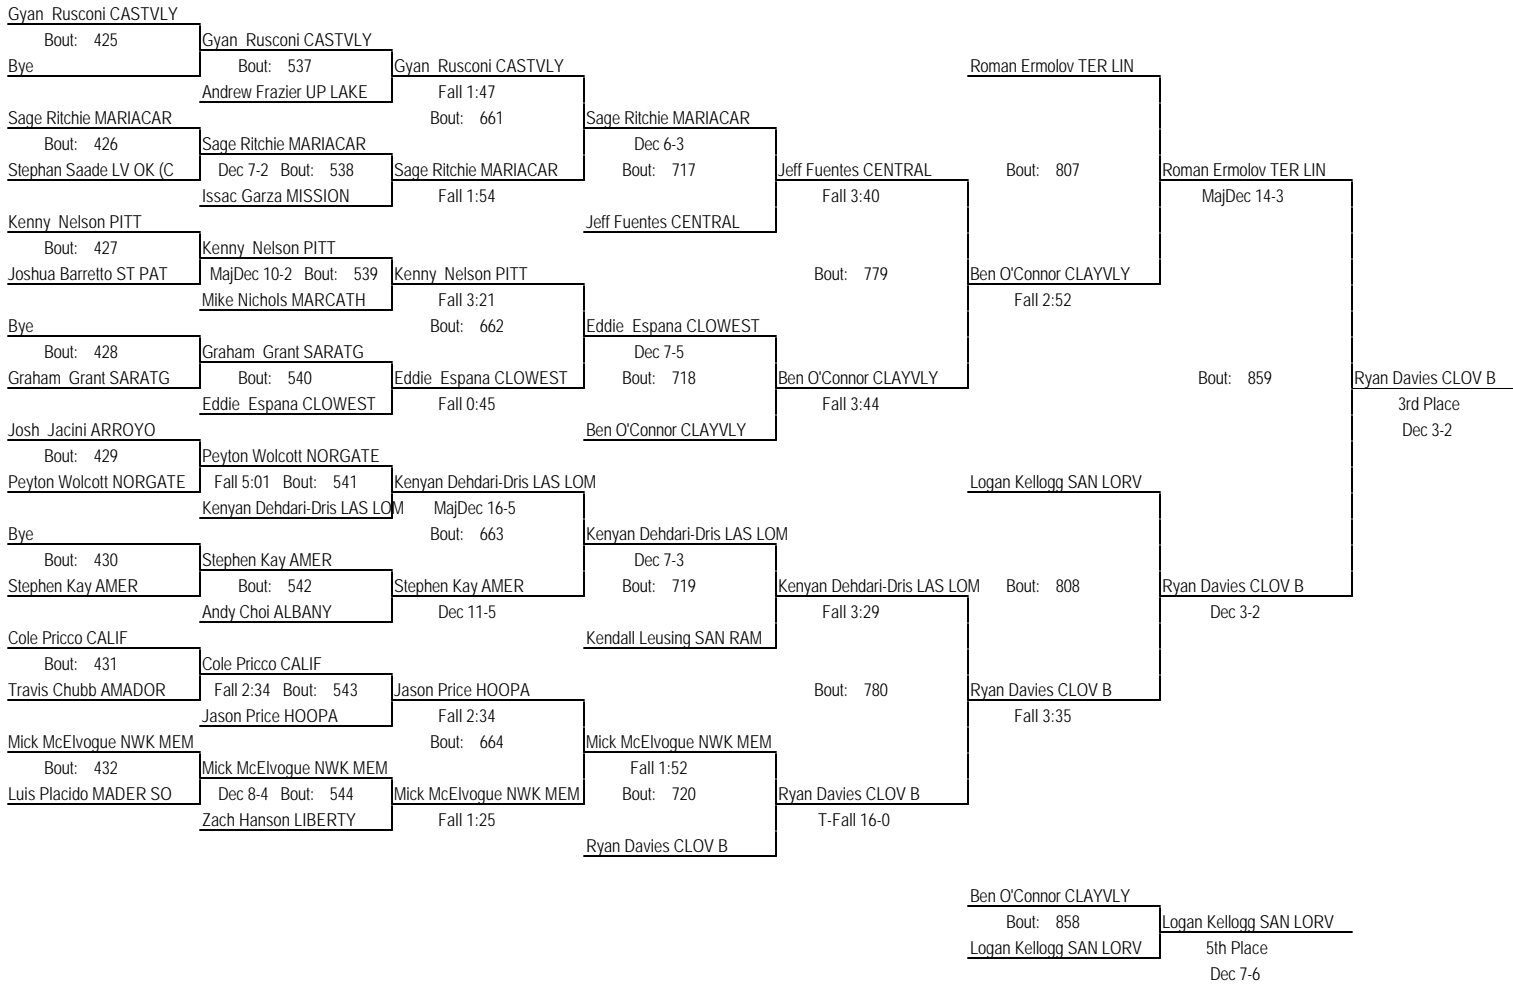 Gyan  Rusconi CASTVLY
Bout: 425
Gyan  Rusconi CASTVLY
Bye
Bout: 537
Gyan  Rusconi CASTVLY
Roman Ermolov TER LIN
Andrew Frazier UP LAKE
Fall 1:47
Sage Ritchie MARIACAR
Bout: 661
Sage Ritchie MARIACAR
Bout: 426
Sage Ritchie MARIACAR
Dec 6-3
Stephan Saade LV OK (C
Dec 7-2 Bout: 538
Sage Ritchie MARIACAR
Bout: 717
Jeff Fuentes CENTRAL
Bout: 807
Roman Ermolov TER LIN
Issac Garza MISSION
Fall 1:54
Fall 3:40
MajDec 14-3
Kenny  Nelson PITT
Jeff Fuentes CENTRAL
Bout: 427
Kenny  Nelson PITT
Joshua Barretto ST PAT
MajDec 10-2 Bout: 539
Kenny  Nelson PITT
Bout: 779
Ben O'Connor CLAYVLY
Mike Nichols MARCATH
Fall 3:21
Fall 2:52
Bye
Bout: 662
Eddie  Espana CLOWEST
Bout: 428
Graham  Grant SARATG
Dec 7-5
Graham  Grant SARATG
Bout: 540
Eddie  Espana CLOWEST
Bout: 718
Ben O'Connor CLAYVLY
Bout: 859
Ryan Davies CLOV B
Eddie  Espana CLOWEST
Fall 0:45
Fall 3:44
3rd Place
Josh  Jacini ARROYO
Ben O'Connor CLAYVLY
Dec 3-2
Bout: 429
Peyton Wolcott NORGATE
Peyton Wolcott NORGATE
Fall 5:01 Bout: 541
Kenyan Dehdari-Dris LAS LOM
Logan Kellogg SAN LORV
Kenyan Dehdari-Dris LAS LOM
MajDec 16-5
Bye
Bout: 663
Kenyan Dehdari-Dris LAS LOM
Bout: 430
Stephen Kay AMER
Dec 7-3
Stephen Kay AMER
Bout: 542
Stephen Kay AMER
Bout: 719
Kenyan Dehdari-Dris LAS LOM
Bout: 808
Ryan Davies CLOV B
Andy Choi ALBANY
Dec 11-5
Fall 3:29
Dec 3-2
Cole Pricco CALIF
Kendall Leusing SAN RAM
Bout: 431
Cole Pricco CALIF
Travis Chubb AMADOR
Fall 2:34 Bout: 543
Jason Price HOOPA
Bout: 780
Ryan Davies CLOV B
Jason Price HOOPA
Fall 2:34
Fall 3:35
Mick McElvogue NWK MEM
Bout: 664
Mick McElvogue NWK MEM
Bout: 432
Mick McElvogue NWK MEM
Fall 1:52
Luis Placido MADER SO
Dec 8-4 Bout: 544
Mick McElvogue NWK MEM
Bout: 720
Ryan Davies CLOV B
Zach Hanson LIBERTY
Fall 1:25
T-Fall 16-0
Ryan Davies CLOV B
Ben O'Connor CLAYVLY
Bout: 858
Logan Kellogg SAN LORV
Logan Kellogg SAN LORV
5th Place
Dec 7-6